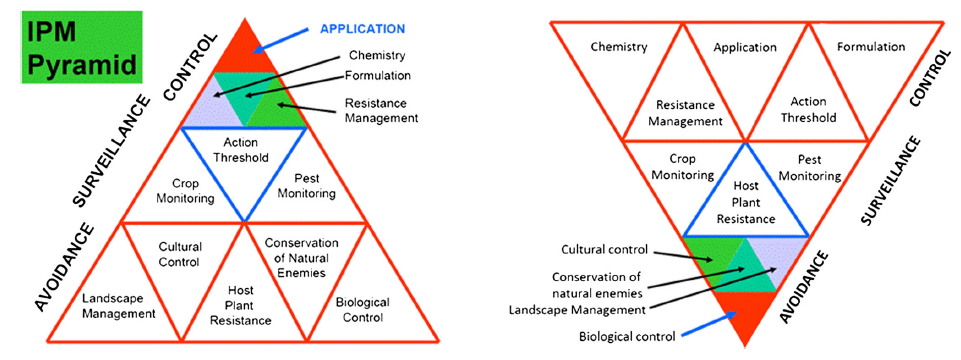 IPM
Pyramid
APPLICATION
Chemistry
Formulation
Resistance
Management
CONTROL
SURVEILLANCE
AVOIDANCE
Action
Threshold
Crop
Monitoring
Pest
Monitoring
Cultural
Control
Conservation
of Natural
Enemies
Landscape
Management
Host
Plant
Resistance
Biological
Control
Chemistry
Application
Formulation
Resistance
Management
Action
Threshold
CONTROL
Crop
Monitoring
Pest
Monitoring
Host
Plant
Resistance
SURVEILLANCE
Cultural control
Conservation of
natural enemies
Landscape Management
Biological control
AVOIDANCE